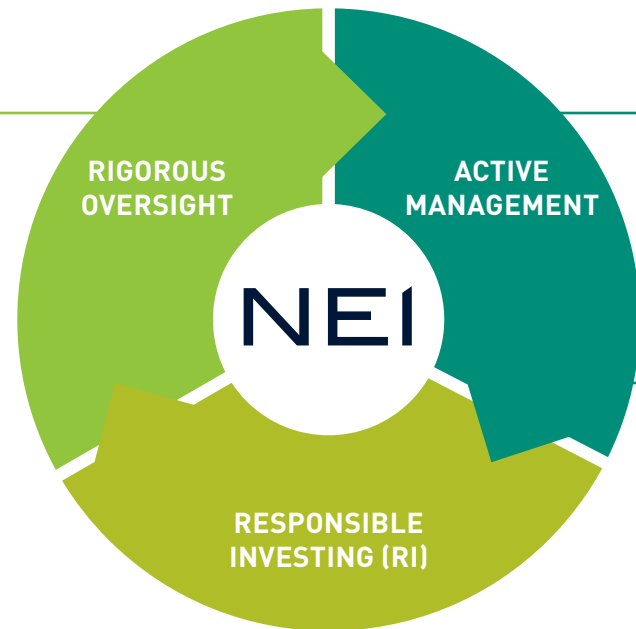 RIGOROUS
OVERSIGHT
ACTIVE
MANAGEMENT
NEI
RESPONSIBLE
INVESTING (RI)